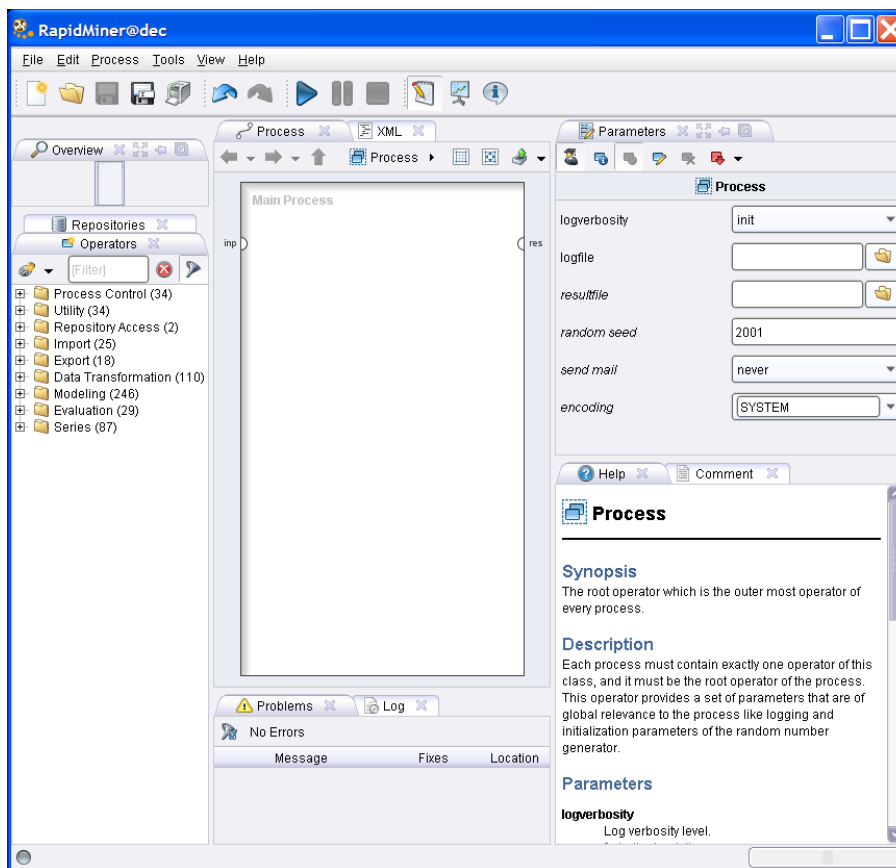 RapidMiner@dec
File Edit Process Tools View Help
Overview
Repositories
Operators
[Filter]
Process Control (34)
Utility (34)
Repository Access (2)
Import (25)
Export (18)
Data Transformation (110)
Modeling (246)
Evaluation (29)
Series (87)
Process XML
Process
Main Process
inp
res
Problems Log
No Errors
Message Fixes Location
Parameters
Process
logverbosity init
logfile
resultfile
random seed 2001
send mail never
encoding SYSTEM
Help Comment
Process
Synopsis
The root operator which is the outer most operator of
every process.
Description
Each process must contain exactly one operator of this
class, and it must be the root operator of the process.
This operator provides a set of parameters that are of
global relevance to the process like logging and
initialization parameters of the random number
generator.
Parameters
logverbosity
Log verbosity level.